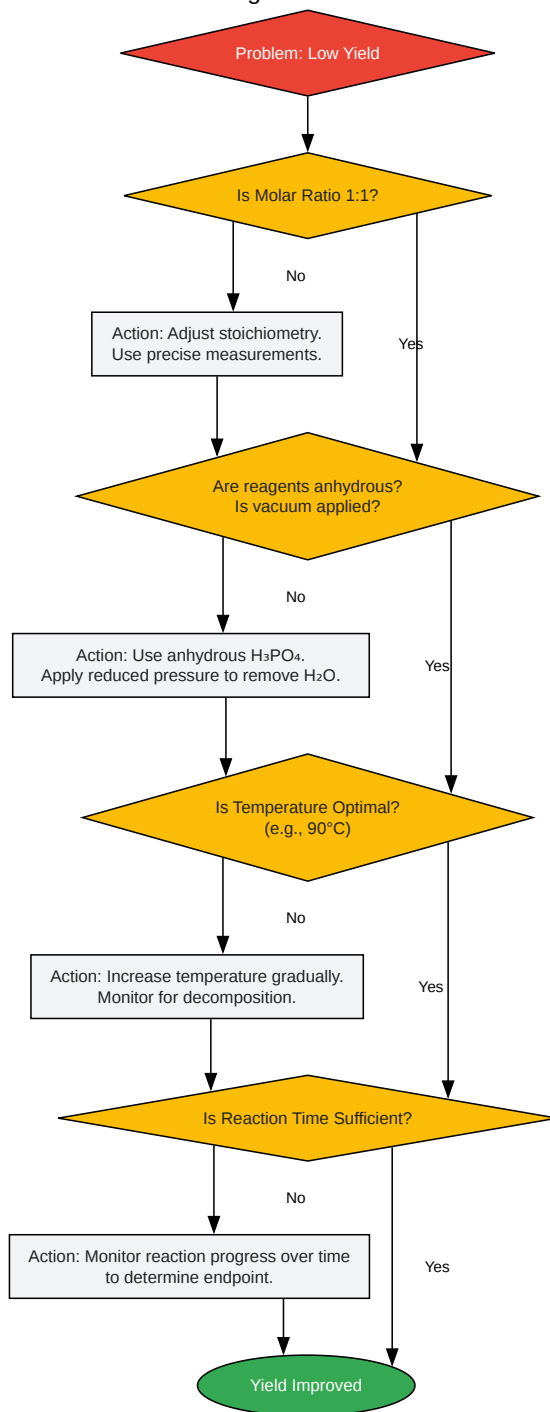 Problem: Low Yield
Is Molar Ratio 1:1?
No
Action: Adjust stoichiometry.
Use precise measurements.
Yes
Are reagents anhydrous?
Is vacuum applied?
No
Action: Use anhydrous H₃PO₄.
Apply reduced pressure to remove H₂O.
Yes
Is Temperature Optimal?
(e.g., 90°C)
No
Action: Increase temperature gradually.
Monitor for decomposition.
Yes
Is Reaction Time Sufficient?
No
Action: Monitor reaction progress over time
to determine endpoint.
Yes
Yield Improved